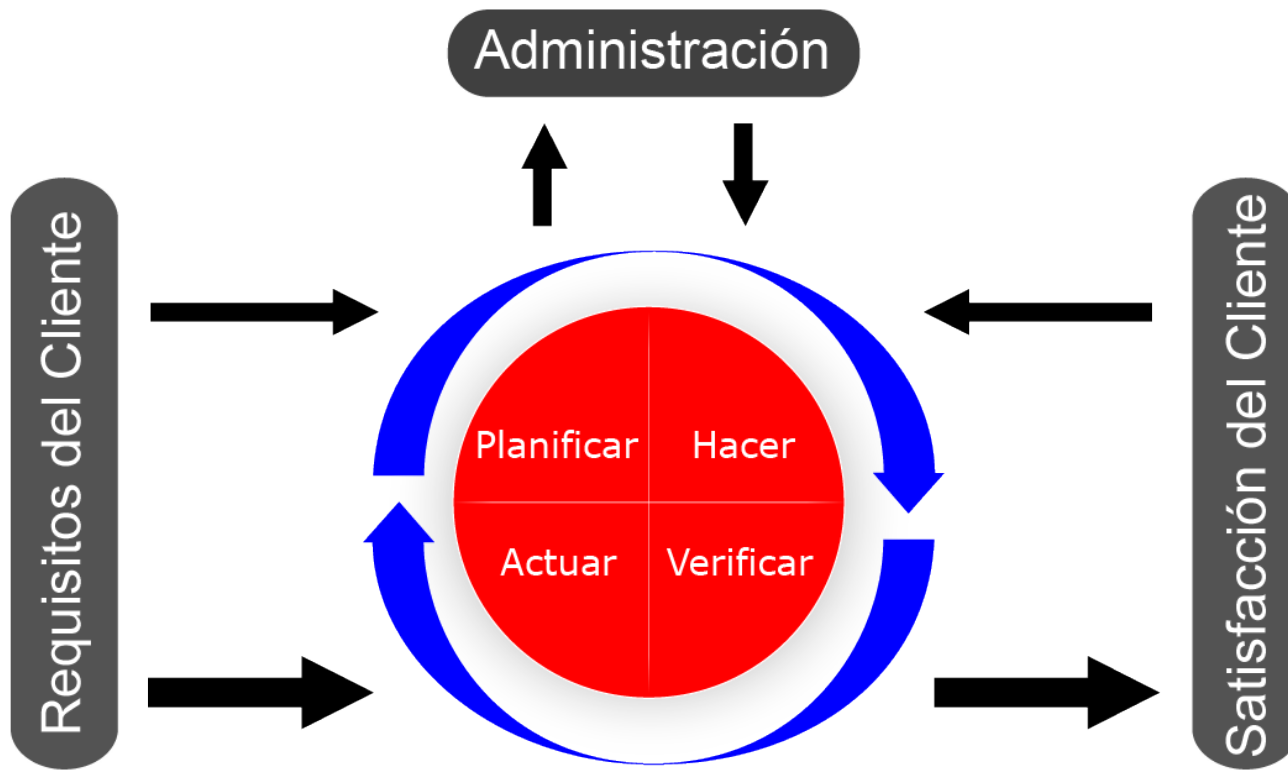 Administración
Requisitos del Cliente
Planificar
Hacer
Actuar
Verificar
Satisfacción del Cliente